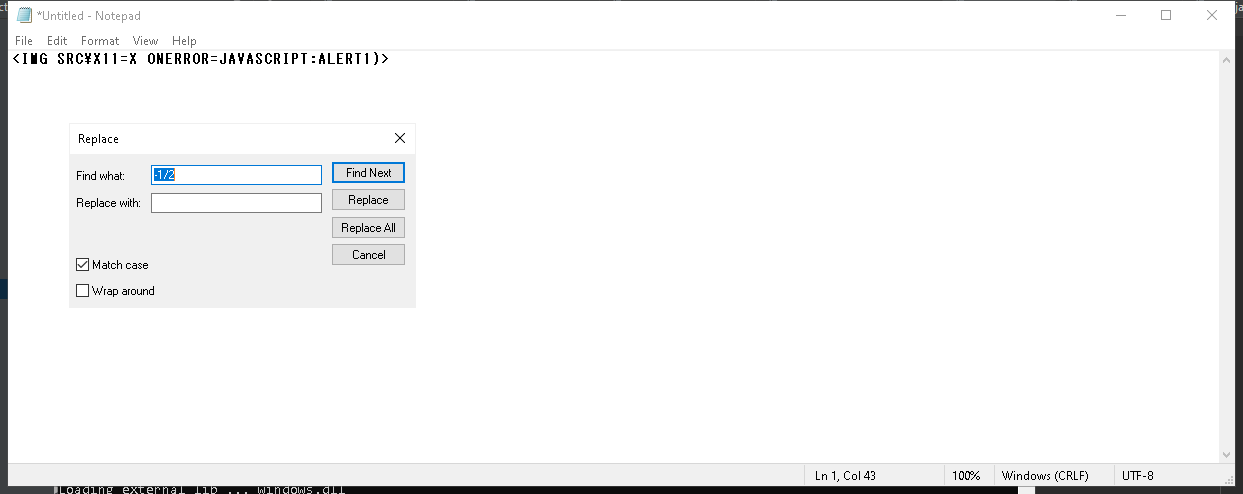 *Untitled - Notepad
File Edit Format View Help
<IMG SRC¥X11=X ONERROR=JAVASCRIPT:ALERT1)>
Replace
Find what: -1/2 Find Next
Replace with: Replace
Replace All
Cancel
Match case
Wrap around
Ln 1, Col 43 100% Windows (CRLF) UTF-8
Loading external lib ... windows.dll